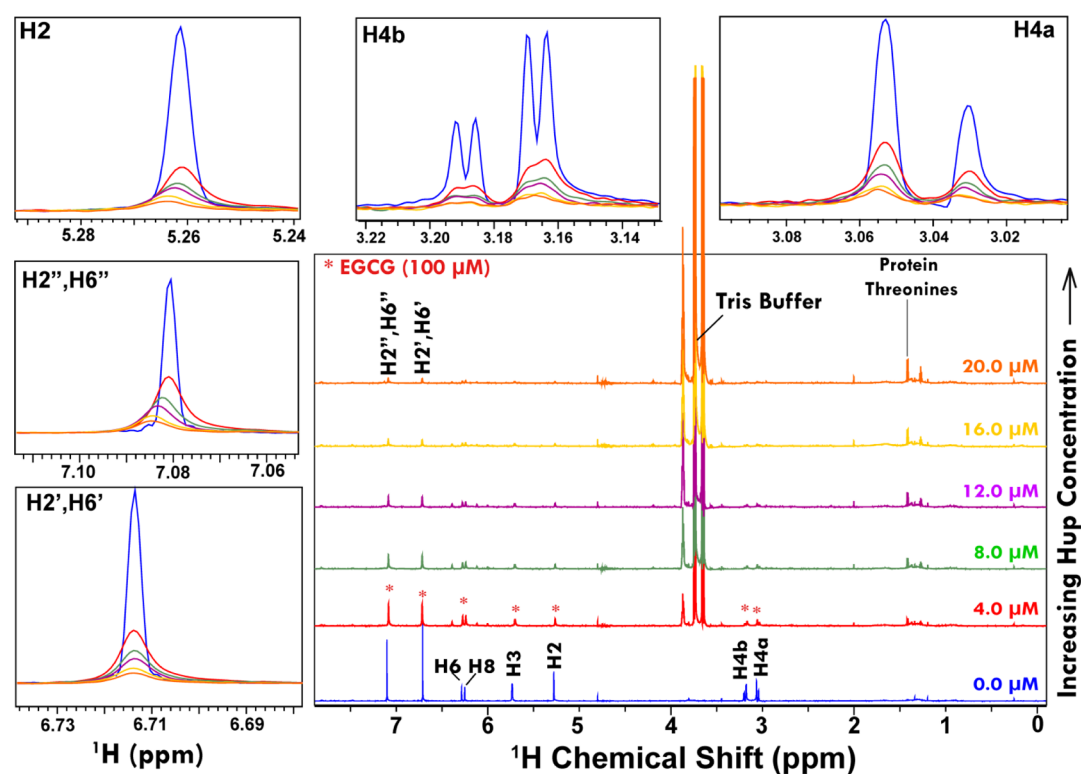 H2
5.28 5.26 5.24
H4b
3.22 3.20 3.18 3.16 3.14
H4a
3.08 3.06 3.04 3.02
H2”,H6”
7.10 7.08 7.06
H2’,H6’
6.73 6.71 6.69
¹H (ppm)
* EGCG (100 µM)
H2”,H6”
H2’,H6’
Tris Buffer
Protein
Threonines
20.0 µM
16.0 µM
12.0 µM
8.0 µM
4.0 µM
0.0 µM
* * * * * * *
H6 H8 H3 H2 H4b H4a
7 6 5 4 3 2 1 0
¹H Chemical Shift (ppm)
Increasing Hup Concentration